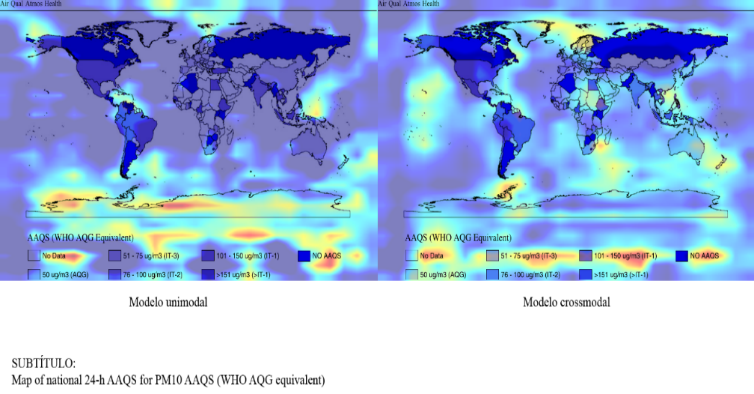 Air Qual Atmos Health
AAQS (WHO AQG Equivalent)
No Data
51 - 75 ug/m3 (IT-3)
101 - 150 ug/m3 (IT-1)
NO AAQS
50 ug/m3 (AQG)
76 - 100 ug/m3 (IT-2)
>151 ug/m3 (>IT-1)
Modelo unimodal
Air Qual Atmos Health
AAQS (WHO AQG Equivalent)
No Data
51 - 75 ug/m3 (IT-3)
101 - 150 ug/m3 (IT-1)
NO AAQS
50 ug/m3 (AQG)
76 - 100 ug/m3 (IT-2)
>151 ug/m3 (>IT-1)
Modelo crossmodal
SUBTÍTULO:
Map of national 24-h AAQS for PM10 AAQS (WHO AQG equivalent)